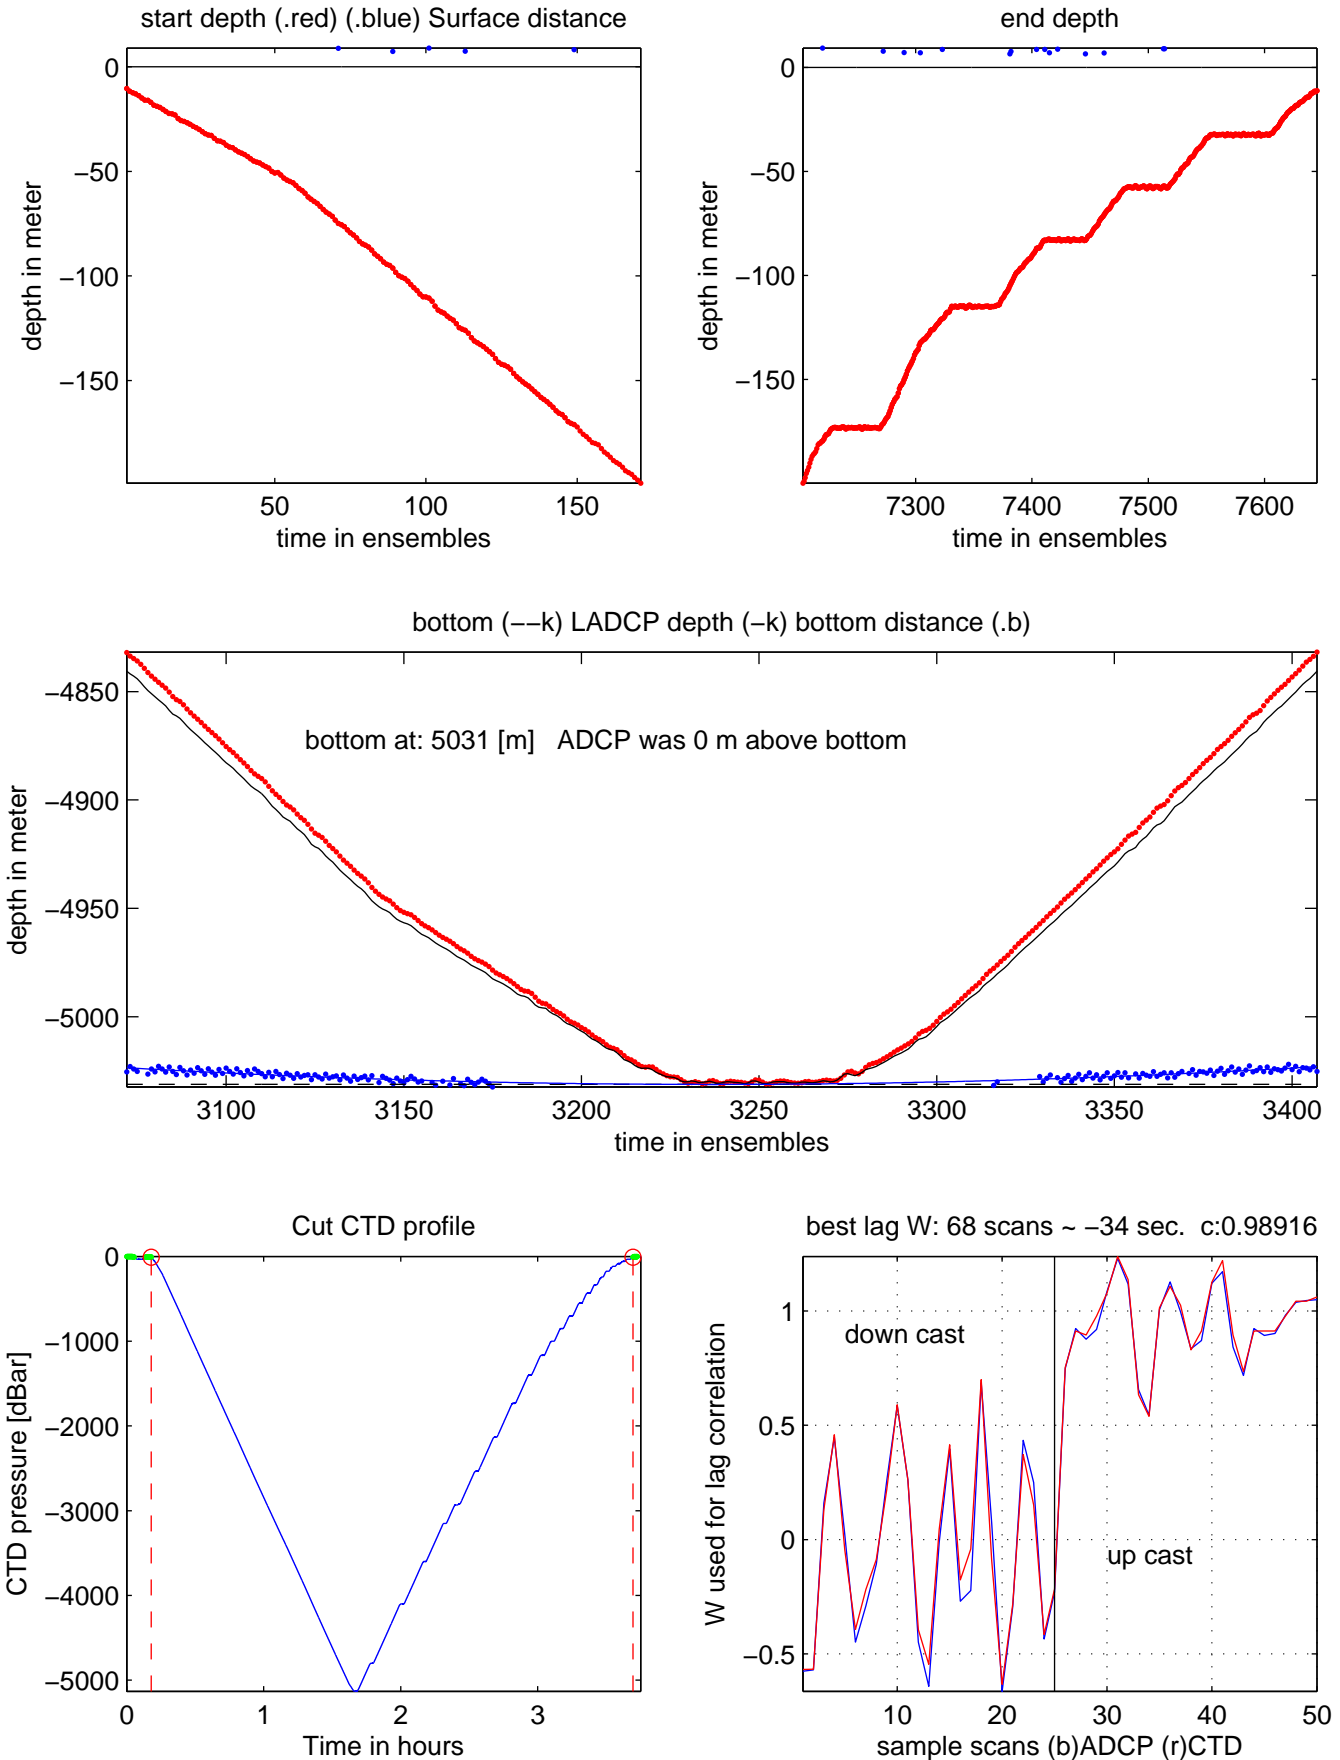 start depth (.red) (.blue) Surface distance
0
−50
−100
−150
depth in meter
50
100
150
time in ensembles
end depth
0
−50
−100
−150
depth in meter
7300
7400
7500
7600
time in ensembles
bottom (−−k) LADCP depth (−k) bottom distance (.b)
−4850
−4900
−4950
−5000
depth in meter
bottom at: 5031 [m] ADCP was 0 m above bottom
3100
3150
3200
3250
3300
3350
3400
time in ensembles
Cut CTD profile
0
−1000
−2000
−3000
−4000
−5000
CTD pressure [dBar]
0
1
2
3
Time in hours
best lag W: 68 scans ~ −34 sec. c:0.98916
1
0.5
0
−0.5
W used for lag correlation
down cast
up cast
10
20
30
40
50
sample scans (b)ADCP (r)CTD